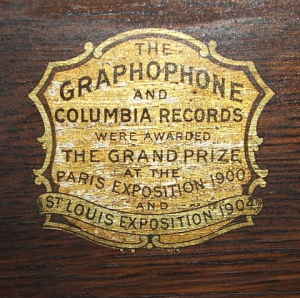 THE
GRAPHOPHONE
AND
COLUMBIA RECORDS
WERE AWARDED
THE GRAND PRIZE
AT THE
PARIS EXPOSITION 1900
AND
ST LOUIS EXPOSITION 1904